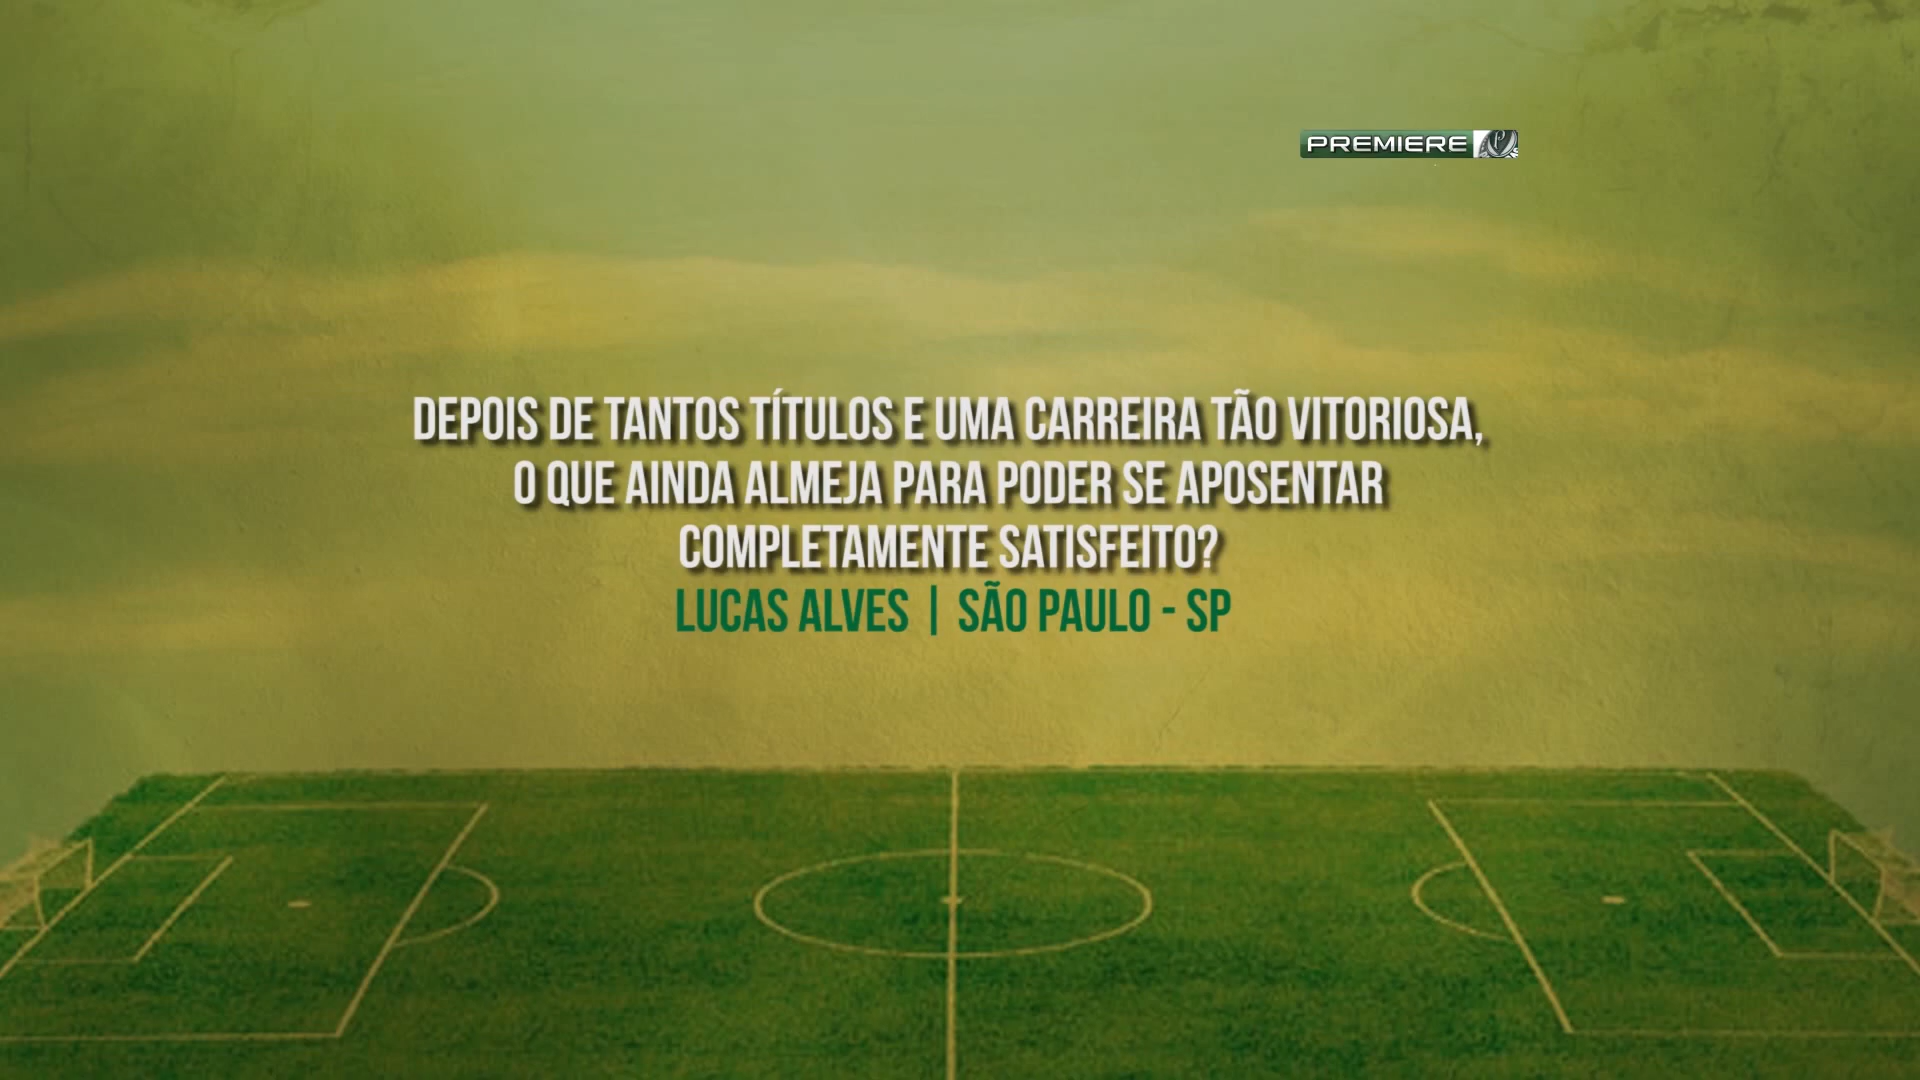 PREMIERE
DEPOIS DE TANTOS TÍTULOS E UMA CARREIRA TÃO VITORIOSA,
O QUE AINDA ALMEJA PARA PODER SE APOSENTAR
COMPLETAMENTE SATISFEITO?
LUCAS ALVES | SÃO PAULO - SP